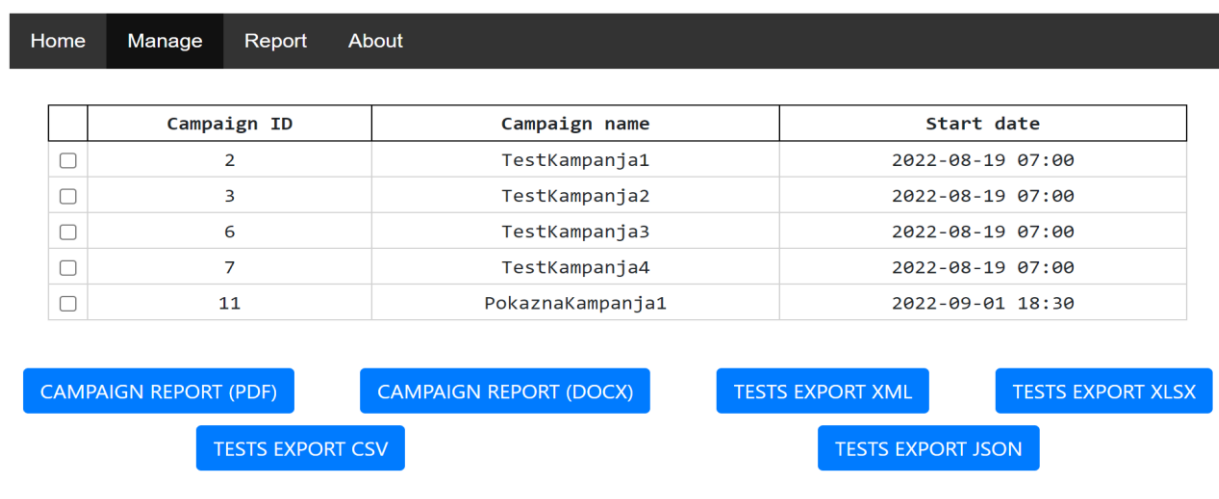 Home Manage Report About
Campaign ID Campaign name Start date
2 TestKampanja1 2022-08-19 07:00
3 TestKampanja2 2022-08-19 07:00
6 TestKampanja3 2022-08-19 07:00
7 TestKampanja4 2022-08-19 07:00
11 PokaznaKampanja1 2022-09-01 18:30
CAMPAIGN REPORT (PDF) CAMPAIGN REPORT (DOCX) TESTS EXPORT XML TESTS EXPORT XLSX
TESTS EXPORT CSV TESTS EXPORT JSON